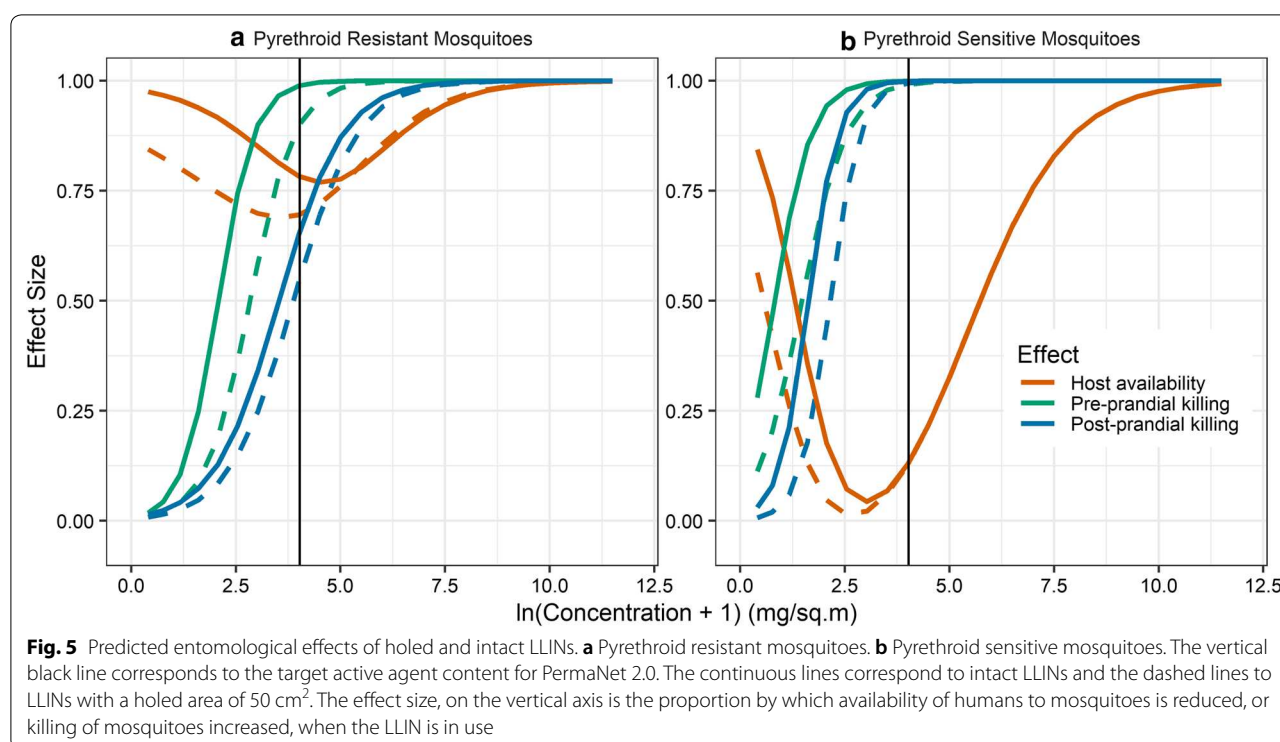 a Pyrethroid Resistant Mosquitoes
b Pyrethroid Sensitive Mosquitoes
Effect Size
1.00
0.75
0.50
0.25
0.00
0.0 2.5 5.0 7.5 10.0 12.5
1.00
0.75
0.50
0.25
0.00
0.0 2.5 5.0 7.5 10.0 12.5
Effect
Host availability
Pre-prandial killing
Post-prandial killing
ln(Concentration + 1) (mg/sq.m)
Fig. 5 Predicted entomological effects of holed and intact LLINs. a Pyrethroid resistant mosquitoes. b Pyrethroid sensitive mosquitoes. The vertical
black line corresponds to the target active agent content for PermaNet 2.0. The continuous lines correspond to intact LLINs and the dashed lines to
LLINs with a holed area of 50 cm². The effect size, on the vertical axis is the proportion by which availability of humans to mosquitoes is reduced, or
killing of mosquitoes increased, when the LLIN is in use